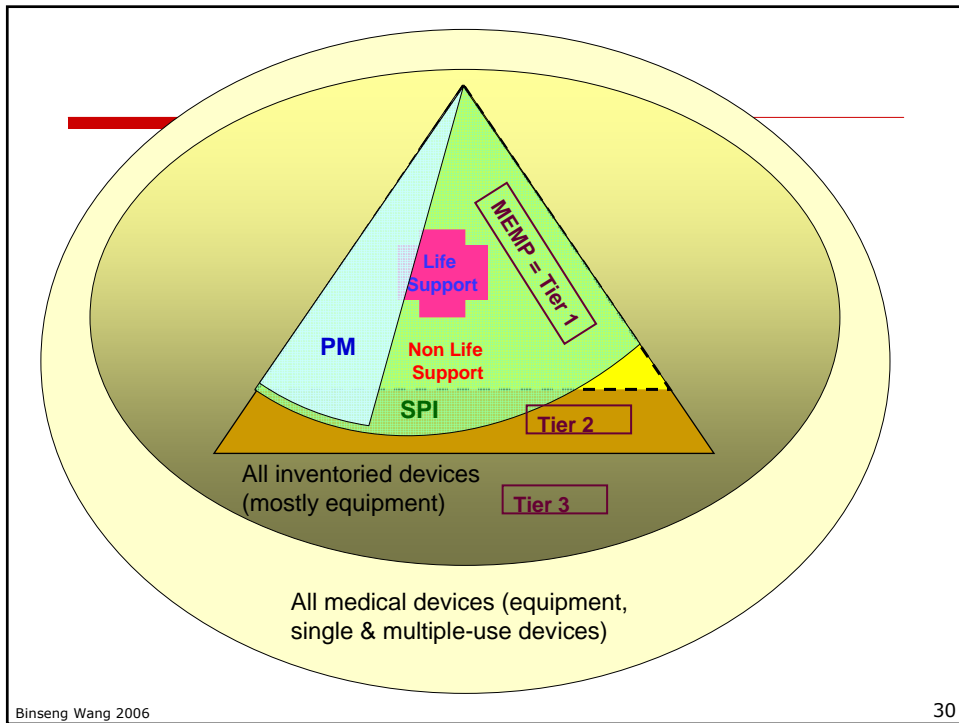 MEMP = Tier 1
Life
Support
PM
Non Life
Support
SPI
Tier 2
All inventoried devices
(mostly equipment)
Tier 3
All medical devices (equipment,
single & multiple-use devices)
Binseng Wang 2006
30